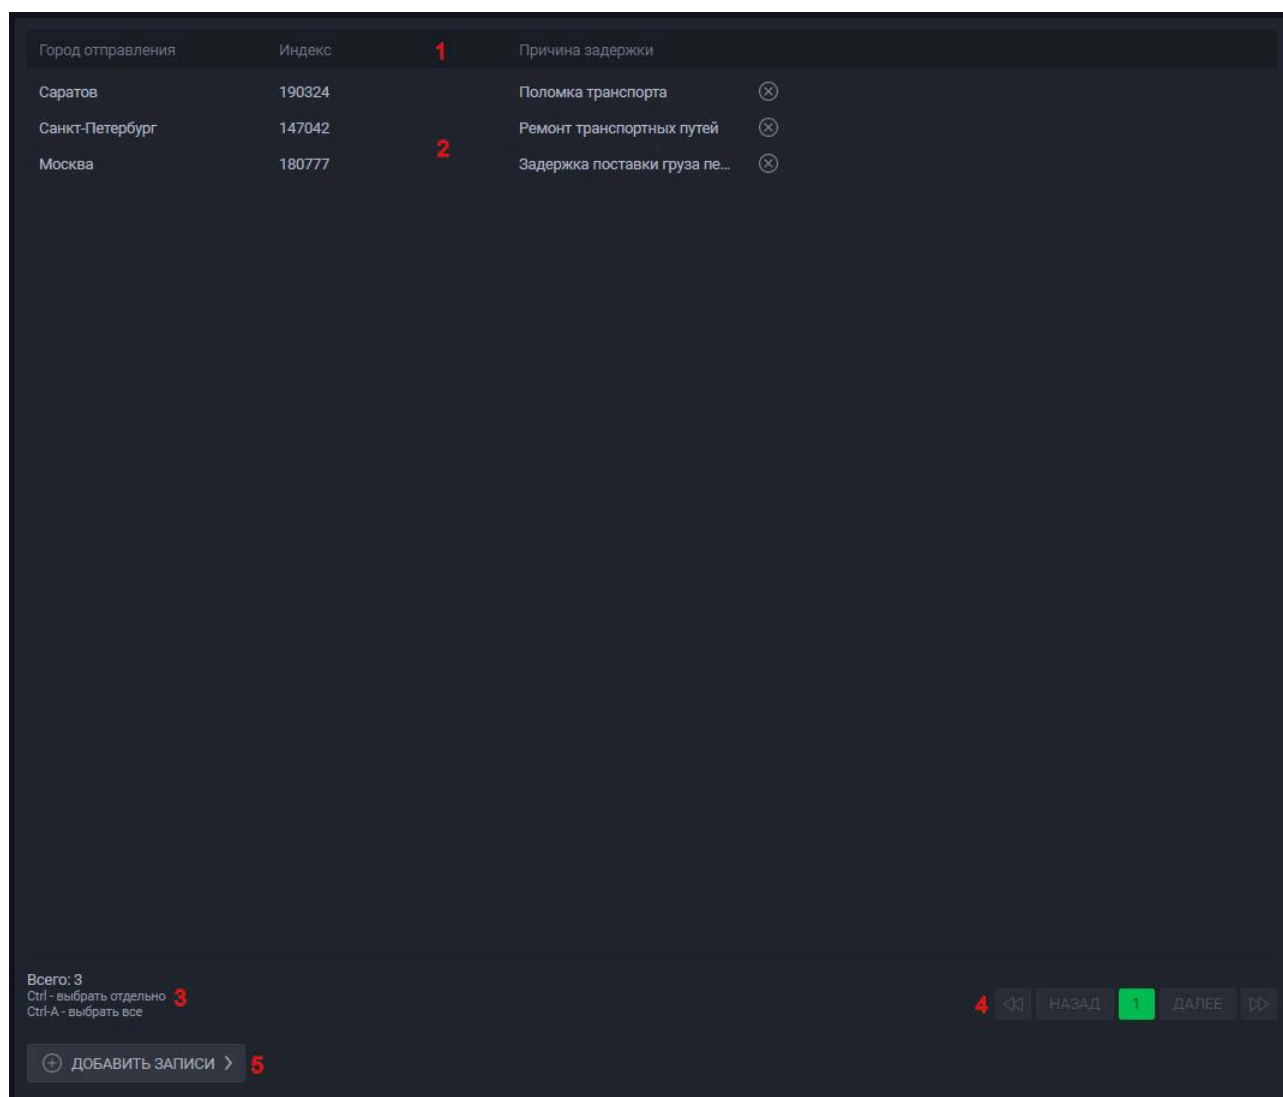 Город отправления Индекс 1 Причина задержки
Саратов 190324 Поломка транспорта
Санкт-Петербург 147042 Ремонт транспортных путей
2
Москва 180777 Задержка поставки груза пе...
Всего: 3
Ctrl - выбрать отдельно 3
Ctrl-A - выбрать все
4 НАЗАД 1 ДАЛЕЕ
ДОБАВИТЬ ЗАПИСИ 5